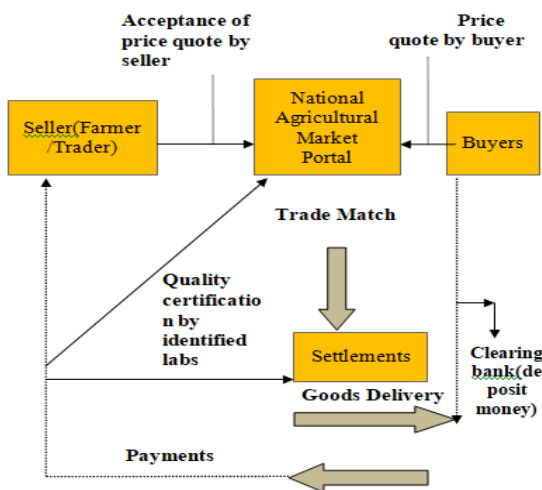 Acceptance of
price quote by
seller
Price
quote by buyer
Seller(Farmer
/Trader)
National
Agricultural
Market
Portal
Buyers
Trade Match
Quality
certificatio
n by
identified
labs
Settlements
Clearing
bank(de
posit
money)
Goods Delivery
Payments